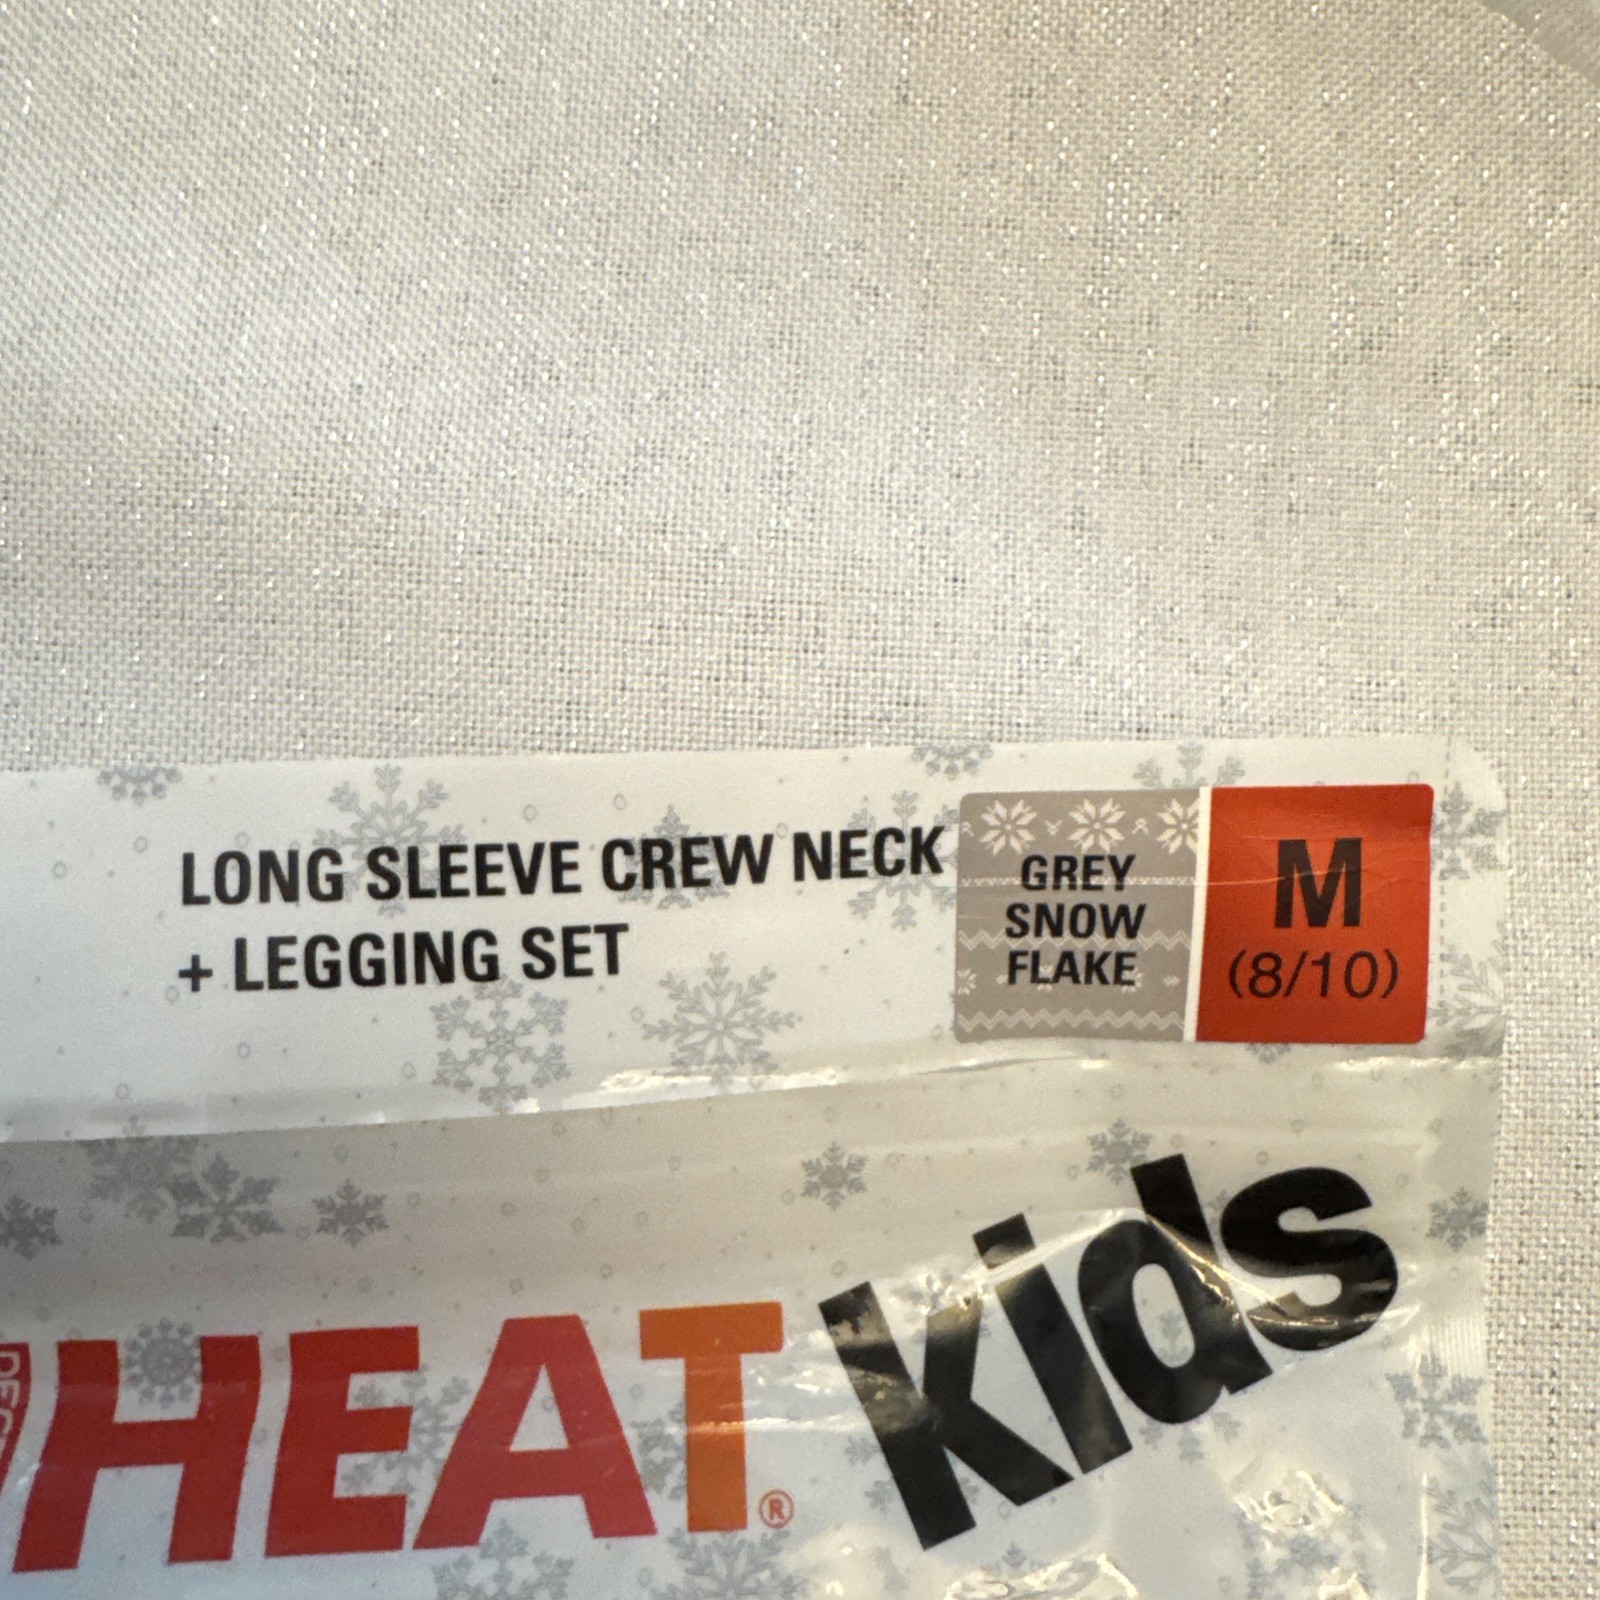 LONG SLEEVE CREW NECK
+ LEGGING SET
GREY
SNOW
FLAKE
M
(8/10)
HEAT® kids